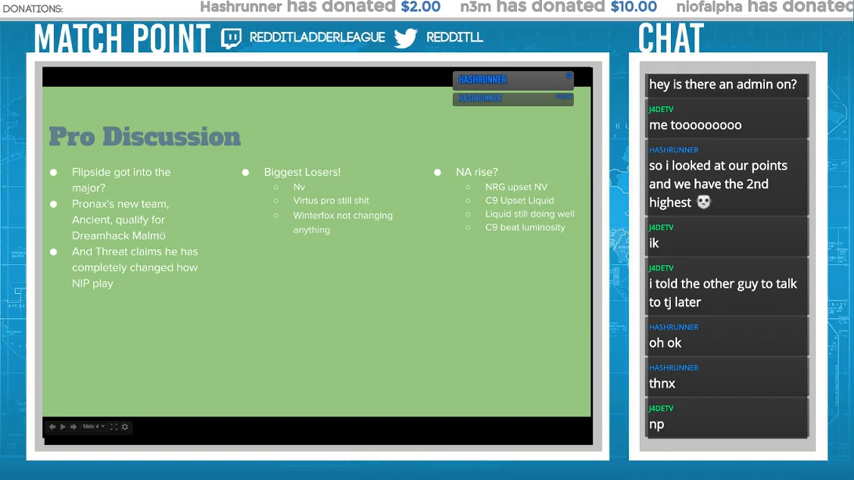 DONATIONS:
Hashrunner has donated $2.00 n3m has donated $10.00 niofalpha has donated
MATCH POINT
REDDITLADDERLEAGUE
REDDITLL
CHAT
HASHRUNNER
HASHRUNNER
Pro Discussion
Flipside got into the
major?
Pronax's new team,
Ancient, qualify for
Dreamhack Malmö
And Threat claims he has
completely changed how
NIP play
Biggest Losers!
Nv
Virtus pro still shit
Winterfox not changing
anything
NA rise?
NRG upset NV
C9 Upset Liquid
Liquid still doing well
C9 beat luminosity
Slide 4
hey is there an admin on?
J4DETV
me tooooooooo
HASHRUNNER
so i looked at our points
and we have the 2nd
highest 💀
J4DETV
ik
J4DETV
i told the other guy to talk
to tj later
HASHRUNNER
oh ok
HASHRUNNER
thnx
J4DETV
np